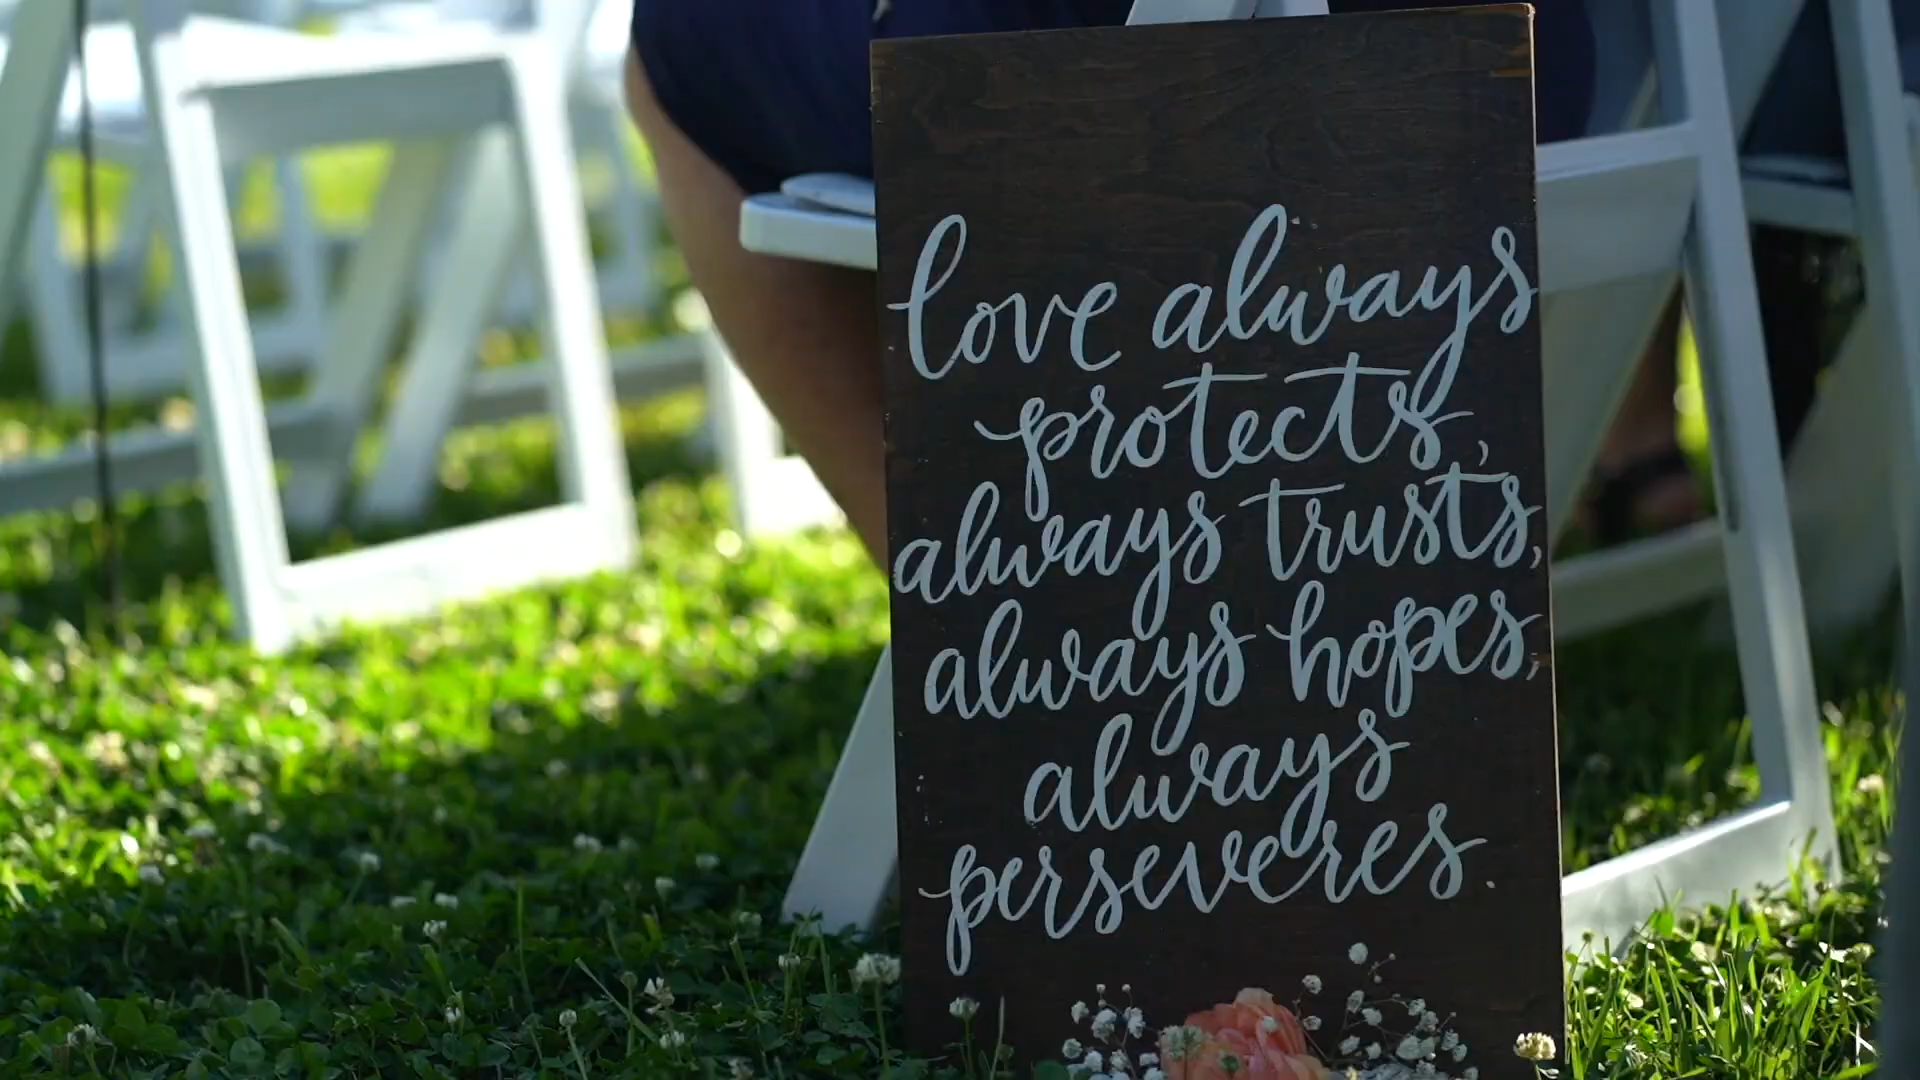 love always
protects,
always trusts,
always hopes,
always
perseveres.